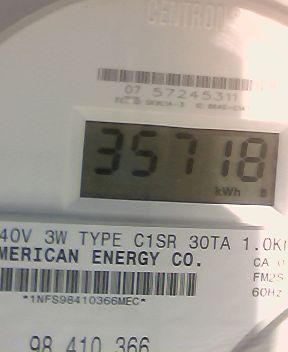 CENTRON
07 57245311
35718
kWh
40V 3W TYPE C1SR 30TA 1.0K
MERICAN ENERGY CO.
CA 0
FM2S
60Hz
*1NFS98410366MEC*
98 410 366